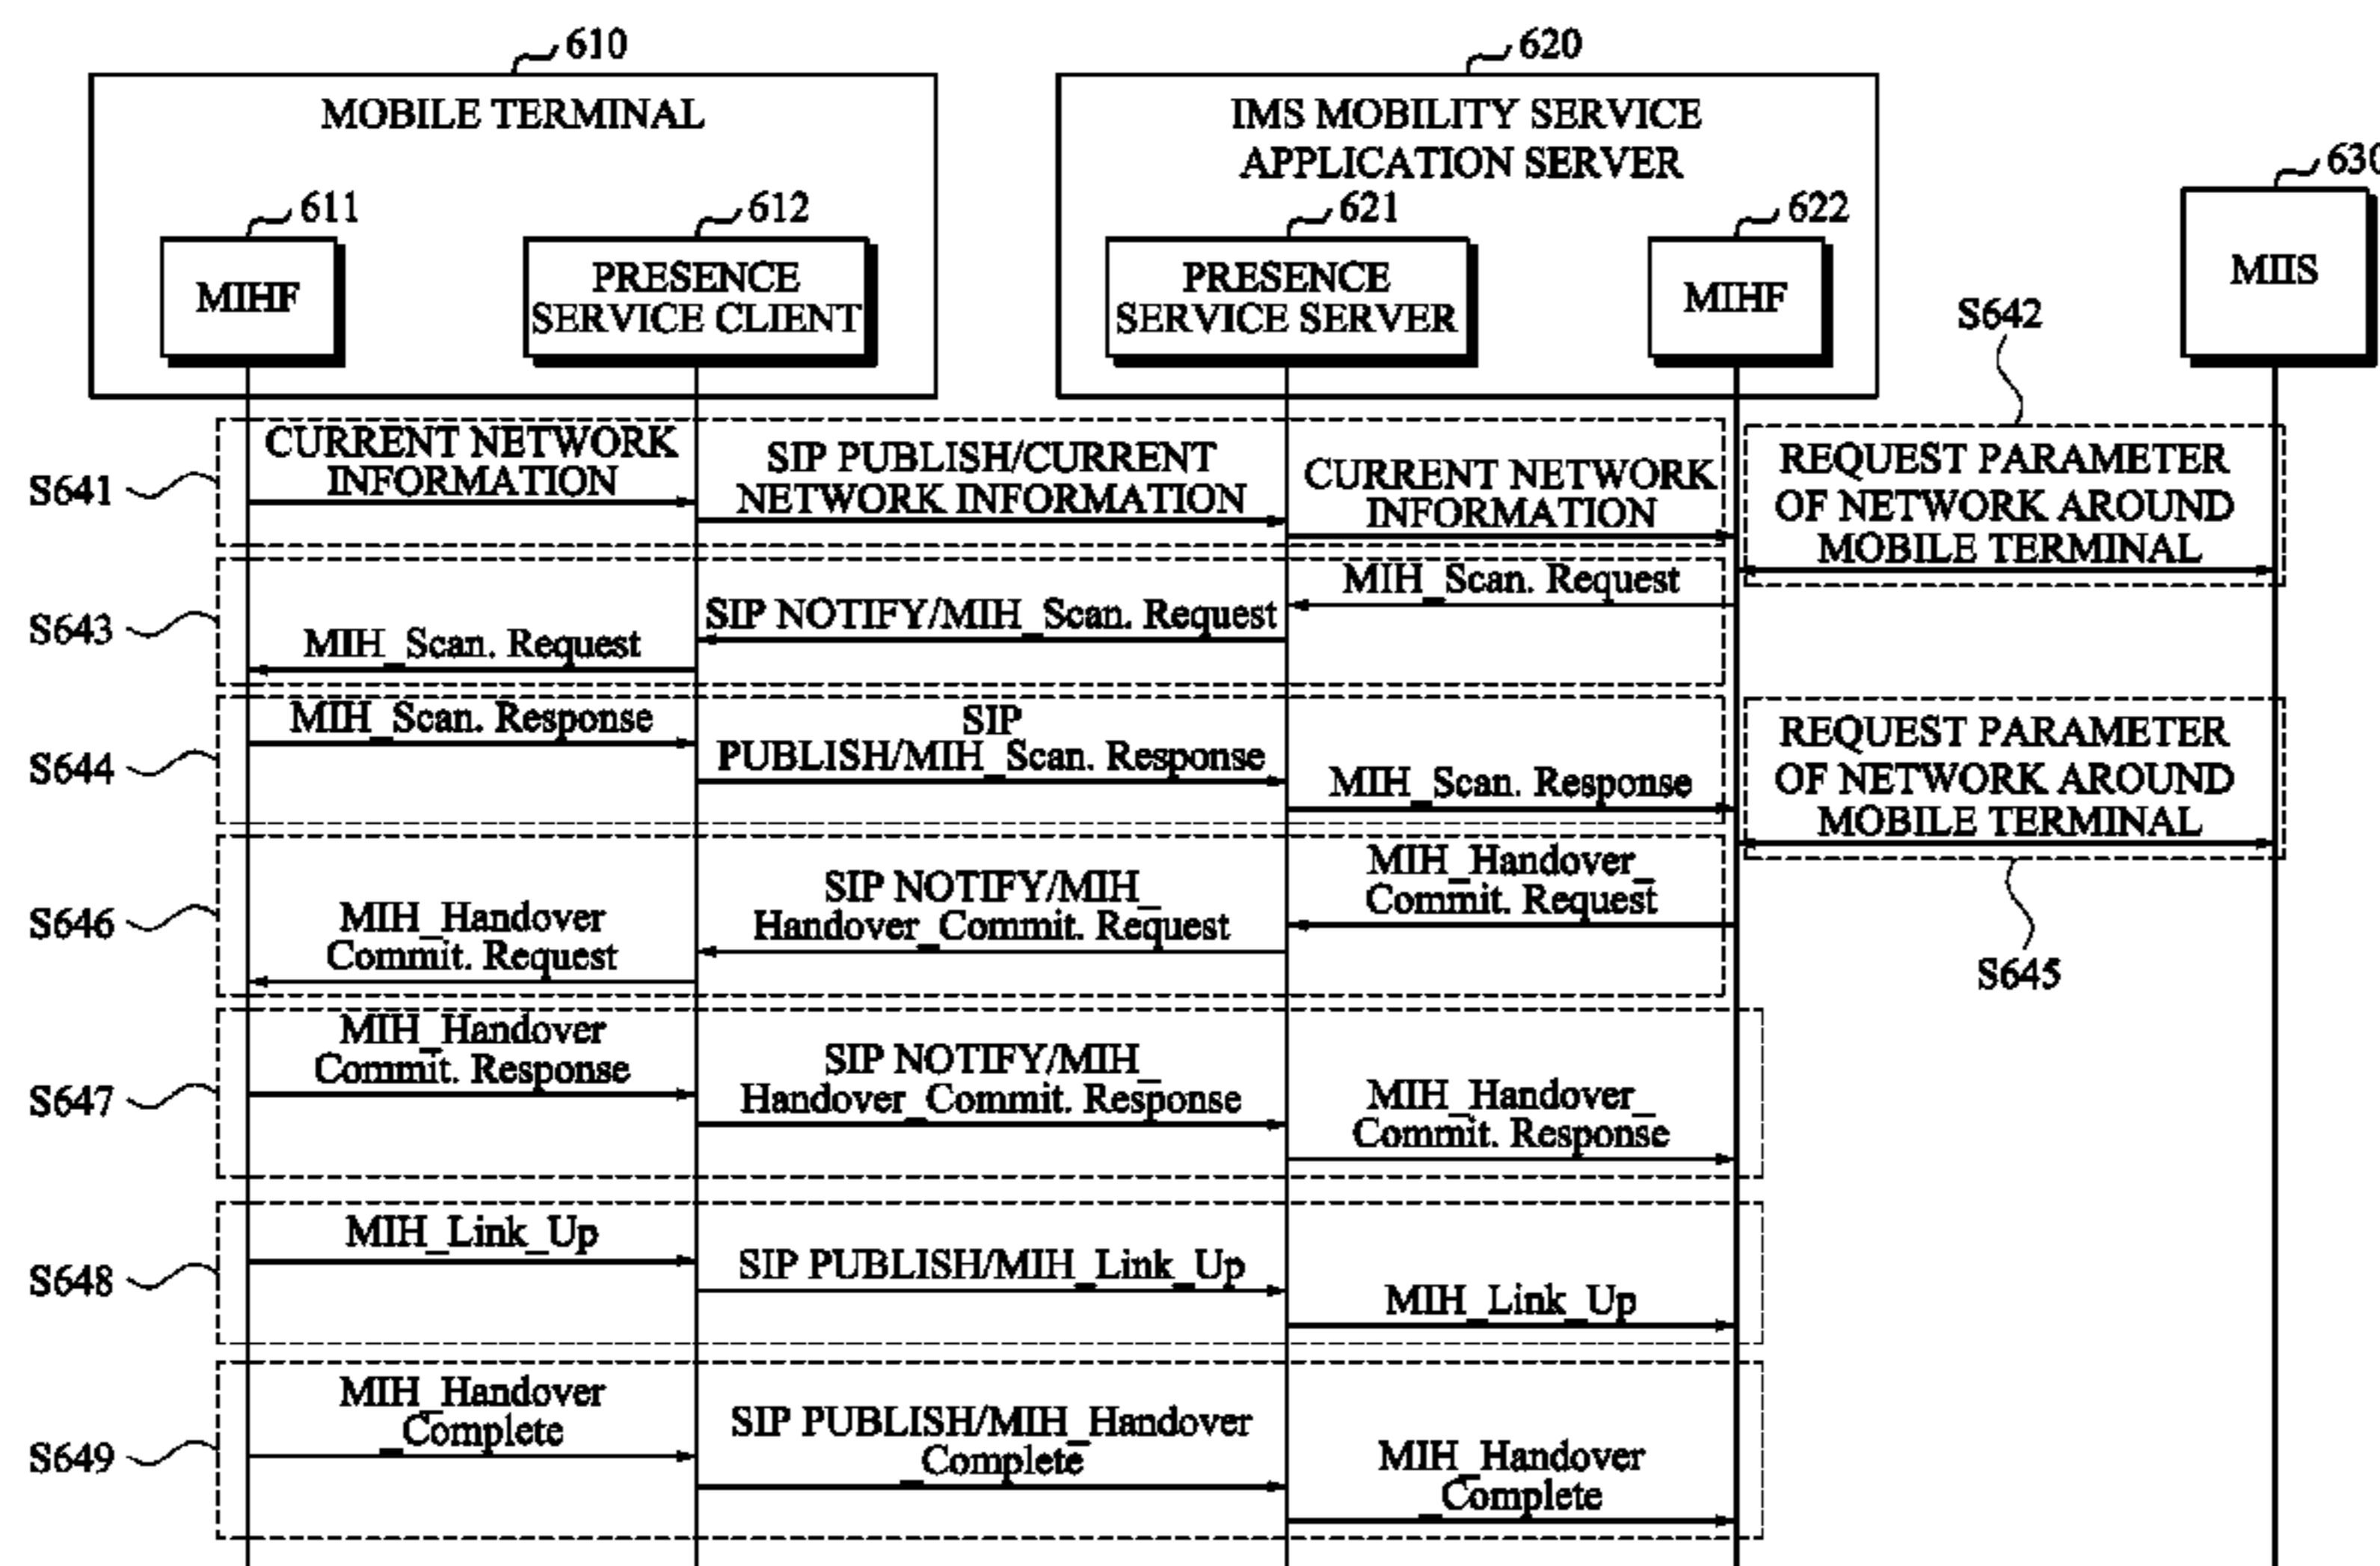 610
620
MOBILE TERMINAL
IMS MOBILITY SERVICE
APPLICATION SERVER
630
611
612
621
622
MIHF
PRESENCE
SERVICE CLIENT
PRESENCE
SERVICE SERVER
MIHF
MIIS
S642
S641
CURRENT NETWORK
INFORMATION
SIP PUBLISH/CURRENT
NETWORK INFORMATION
CURRENT NETWORK
INFORMATION
REQUEST PARAMETER
OF NETWORK AROUND
MOBILE TERMINAL
S643
MIH_Scan. Request
SIP NOTIFY/MIH_Scan. Request
MIH_Scan. Request
S644
MIH_Scan. Response
SIP
PUBLISH/MIH_Scan. Response
MIH_Scan. Response
REQUEST PARAMETER
OF NETWORK AROUND
MOBILE TERMINAL
S645
S646
MIH_Handover_
Commit. Request
SIP NOTIFY/MIH_
Handover_Commit. Request
MIH_Handover
Commit. Request
S647
MIH_Handover
Commit. Response
SIP NOTIFY/MIH_
Handover_Commit. Response
MIH_Handover_
Commit. Response
S648
MIH_Link_Up
SIP PUBLISH/MIH_Link_Up
MIH_Link_Up
S649
MIH_Handover
_Complete
SIP PUBLISH/MIH_Handover
_Complete
MIH_Handover
_Complete